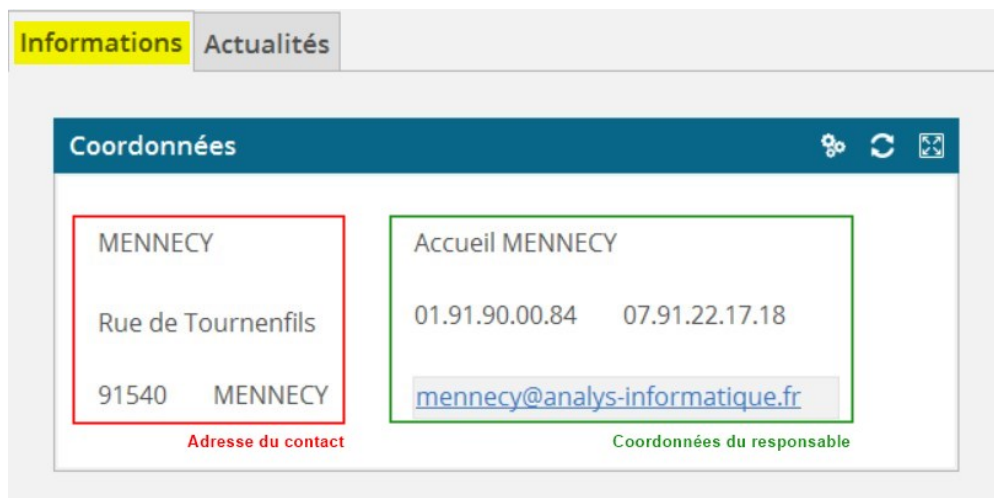 Informations Actualités
Coordonnées
MENNECY
Rue de Tournenfils
91540 MENNECY
Adresse du contact
Accueil MENNECY
01.91.90.00.84 07.91.22.17.18
mennecy@analys-informatique.fr
Coordonnées du responsable